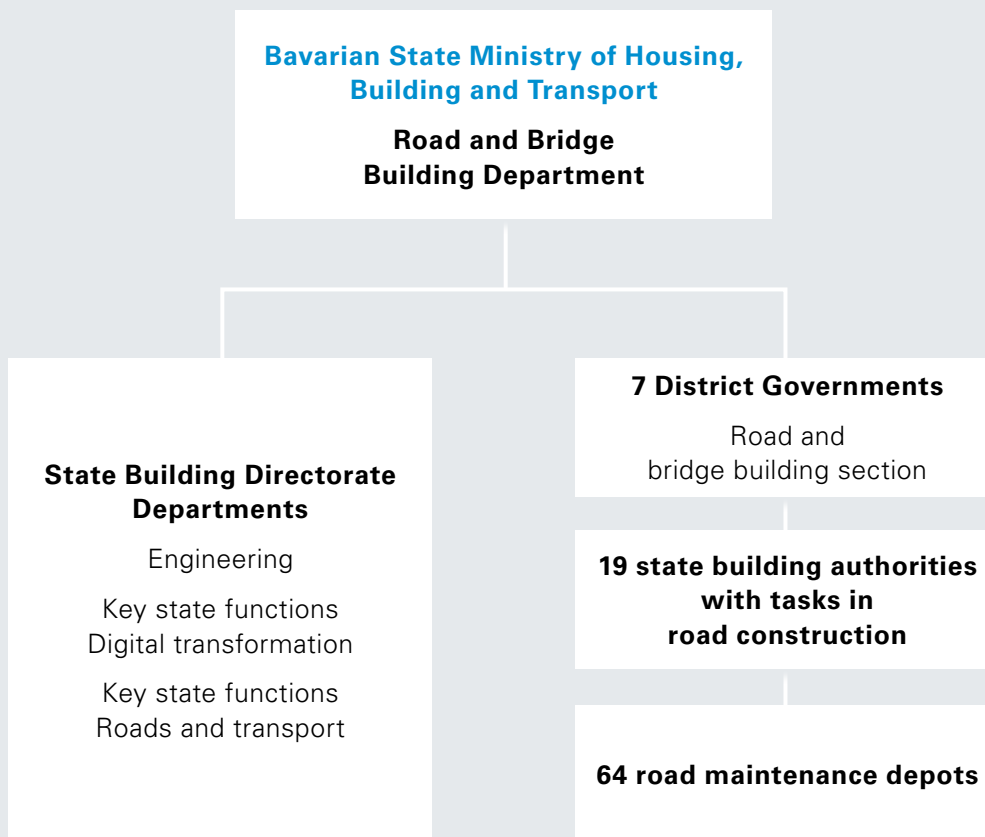 Bavarian State Ministry of Housing,
Building and Transport
Road and Bridge
Building Department
State Building Directorate
Departments
Engineering
Key state functions
Digital transformation
Key state functions
Roads and transport
7 District Governments
Road and
bridge building section
19 state building authorities
with tasks in
road construction
64 road maintenance depots